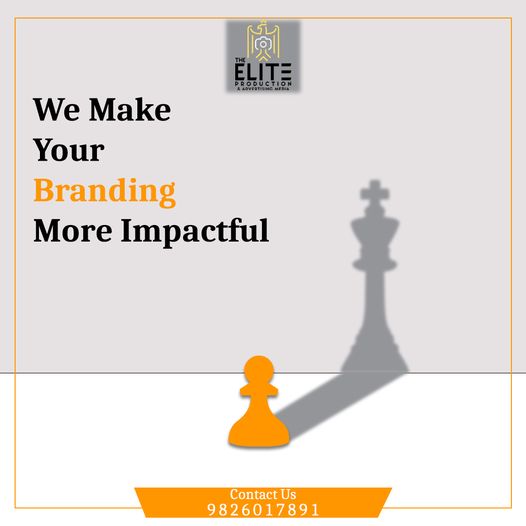 THE
ELITE
PRODUCTION
& ADVERTISING MEDIA
We Make
Your
Branding
More Impactful
Contact Us
9826017891